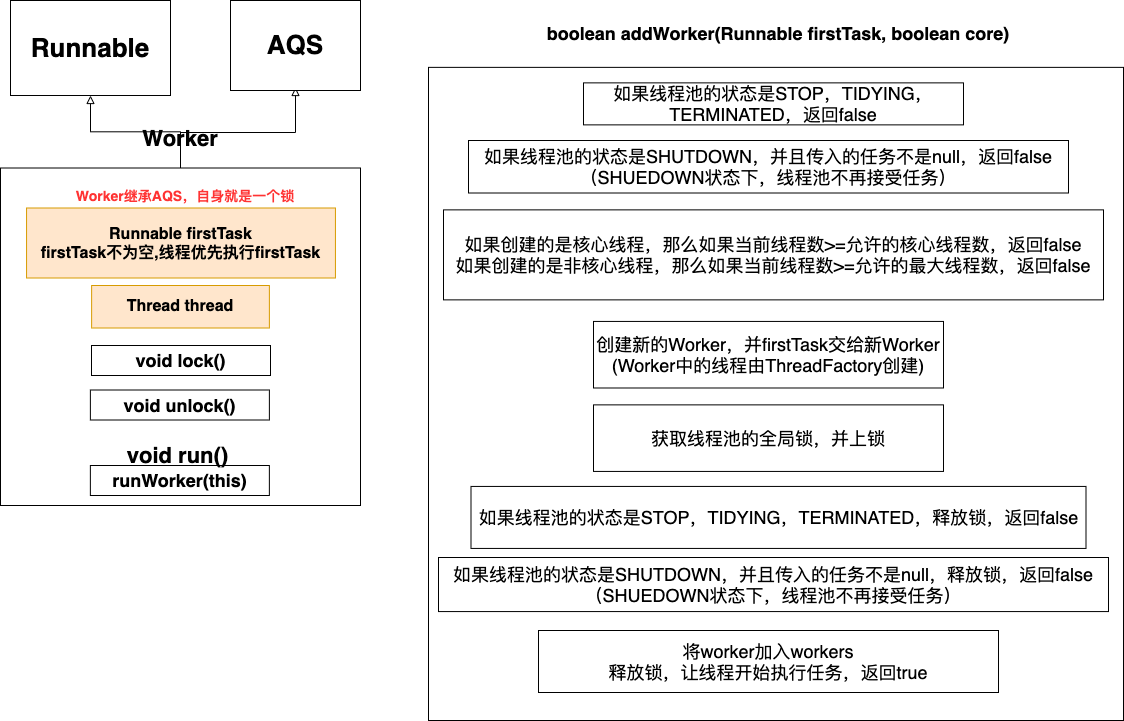 Runnable
AQS
Worker
Worker继承AQS，自身就是一个锁
Runnable firstTask
firstTask不为空,线程优先执行firstTask
Thread thread
void lock()
void unlock()
void run()
runWorker(this)
boolean addWorker(Runnable firstTask, boolean core)
如果线程池的状态是STOP，TIDYING，
TERMINATED，返回false
如果线程池的状态是SHUTDOWN，并且传入的任务不是null，返回false
（SHUEDOWN状态下，线程池不再接受任务）
如果创建的是核心线程，那么如果当前线程数>=允许的核心线程数，返回false
如果创建的是非核心线程，那么如果当前线程数>=允许的最大线程数，返回false
创建新的Worker，并firstTask交给新Worker
(Worker中的线程由ThreadFactory创建)
获取线程池的全局锁，并上锁
如果线程池的状态是STOP，TIDYING，TERMINATED，释放锁，返回false
如果线程池的状态是SHUTDOWN，并且传入的任务不是null，释放锁，返回false
（SHUEDOWN状态下，线程池不再接受任务）
将worker加入workers
释放锁，让线程开始执行任务，返回true